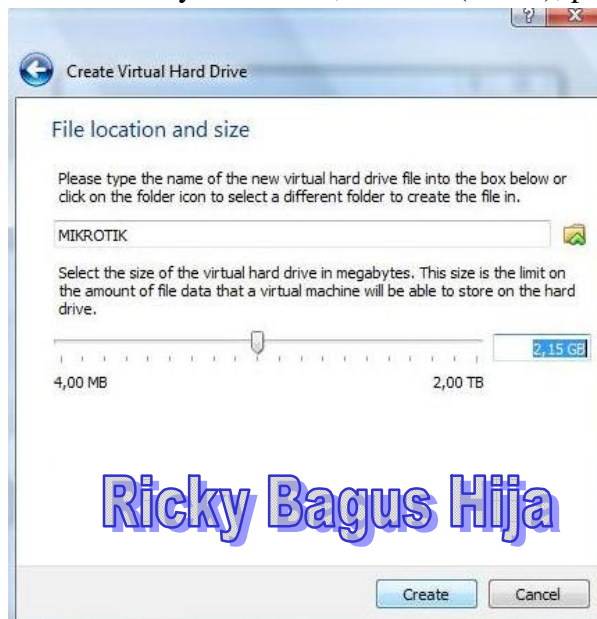 Create Virtual Hard Drive
File location and size
Please type the name of the new virtual hard drive file into the box below or
click on the folder icon to select a different folder to create the file in.
MIKROTIK
Select the size of the virtual hard drive in megabytes. This size is the limit on
the amount of file data that a virtual machine will be able to store on the hard
drive.
2,15 GB
4,00 MB 2,00 TB
Ricky Bagus Hija
Create Cancel